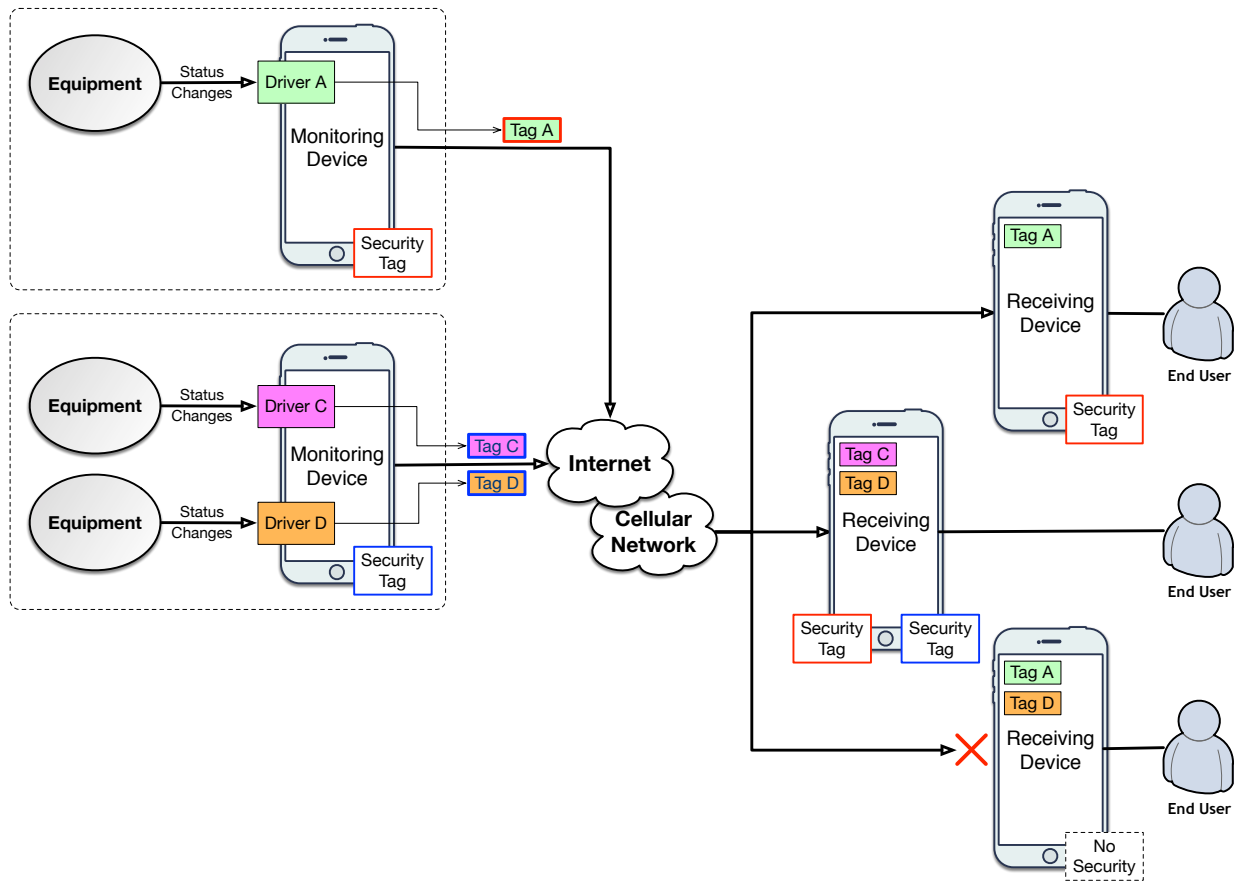 Equipment
Status
Changes
Driver A
Monitoring
Device
Tag A
Security
Tag
Equipment
Status
Changes
Driver C
Monitoring
Device
Tag C
Tag D
Equipment
Status
Changes
Driver D
Security
Tag
Internet
Cellular
Network
Tag A
Receiving
Device
Security
Tag
End User
Tag C
Tag D
Receiving
Device
Security
Tag
Security
Tag
End User
Tag A
Tag D
Receiving
Device
No
Security
End User